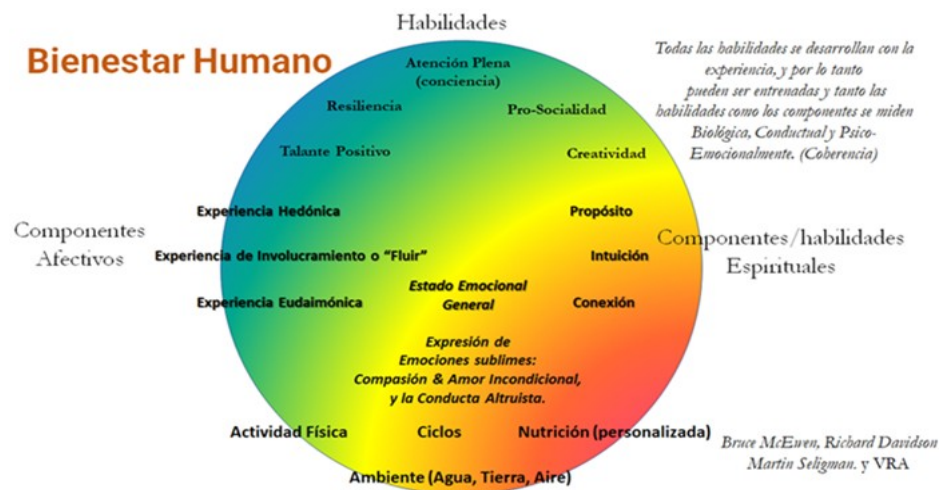 Habilidades
Bienestar Humano
Atención Plena
(conciencia)
Resiliencia
Pro-Socialidad
Talante Positivo
Creatividad
Todas las habilidades se desarrollan con la
experiencia, y por lo tanto
pueden ser entrenadas y tanto las
habilidades como los componentes se miden
Biológica, Conductual y Psico-
Emocionalmente. (Coherencia)
Componentes
Afectivos
Experiencia Hedónica
Experiencia de Involucramiento o “Fluir”
Experiencia Eudaimónica
Propósito
Intuición
Conexión
Componentes/habilidades
Espirituales
Estado Emocional
General
Expresión de
Emociones sublimes:
Compasión & Amor Incondicional,
y la Conducta Altruista.
Actividad Física
Ciclos
Nutrición (personalizada)
Ambiente (Agua, Tierra, Aire)
Bruce McEwen, Richard Davidson
Martin Seligman. y VRA